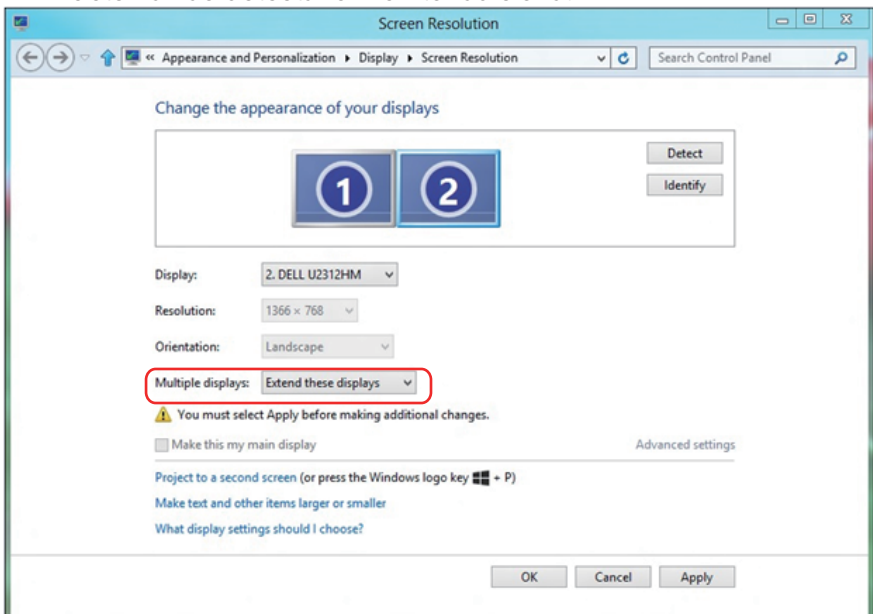 Screen Resolution
« Appearance and Personalization ▸ Display ▸ Screen Resolution
Search Control Panel
Change the appearance of your displays
1 2
Detect
Identify
Display: 2. DELL U2312HM
Resolution: 1366 × 768
Orientation: Landscape
Multiple displays: Extend these displays
You must select Apply before making additional changes.
Make this my main display Advanced settings
Project to a second screen (or press the Windows logo key + P)
Make text and other items larger or smaller
What display settings should I choose?
OK Cancel Apply